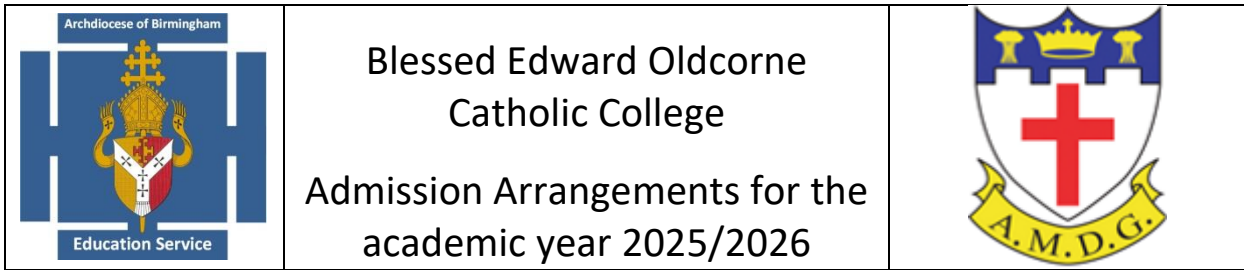 Archdiocese of Birmingham
Education Service
Blessed Edward Oldcorne
Catholic College
Admission Arrangements for the
academic year 2025/2026
A.M.D.G.